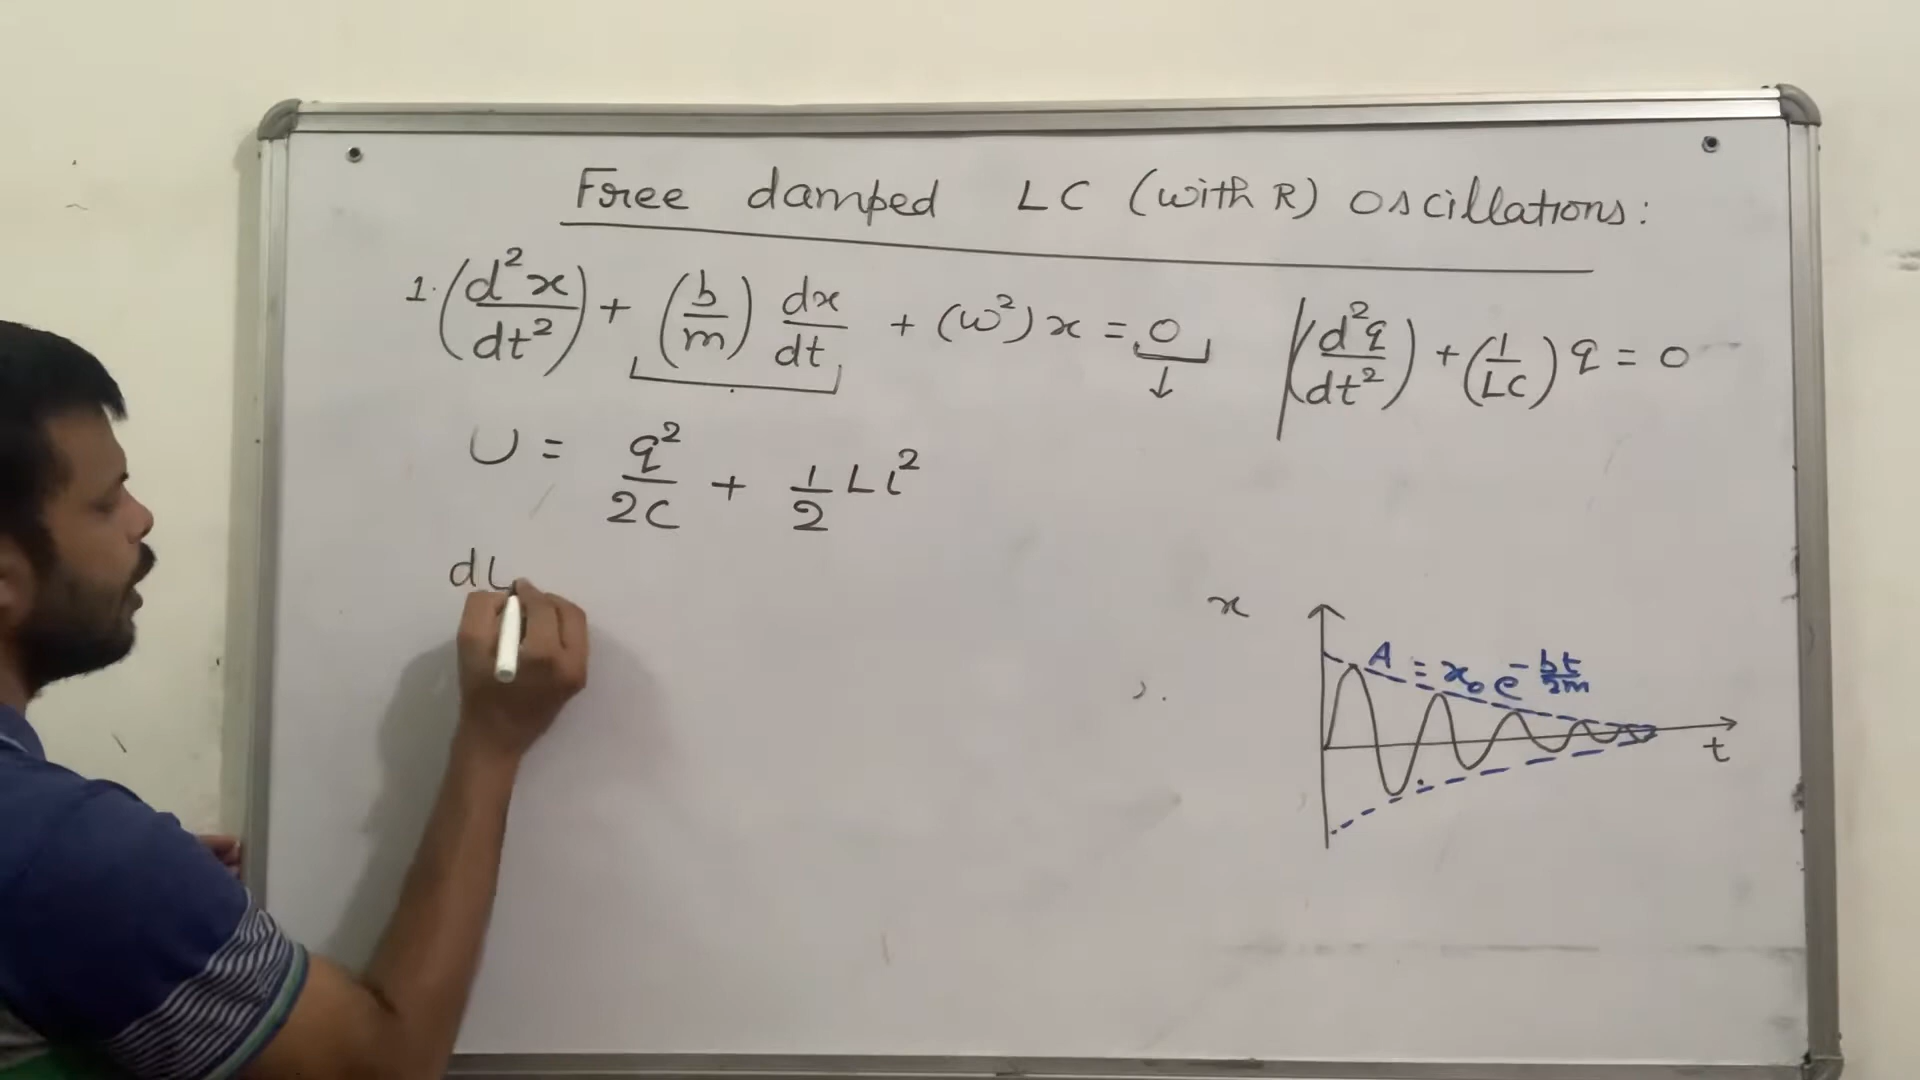 Free damped LC (with R) oscillations:
1. (d²x/dt²) + (b/m) dx/dt + (ω²) x = 0
(d²q/dt²) + (1/LC) q = 0
U = q²/2C + 1/2 Li²
dU
x
A = x₀ e^-bt/2m
t